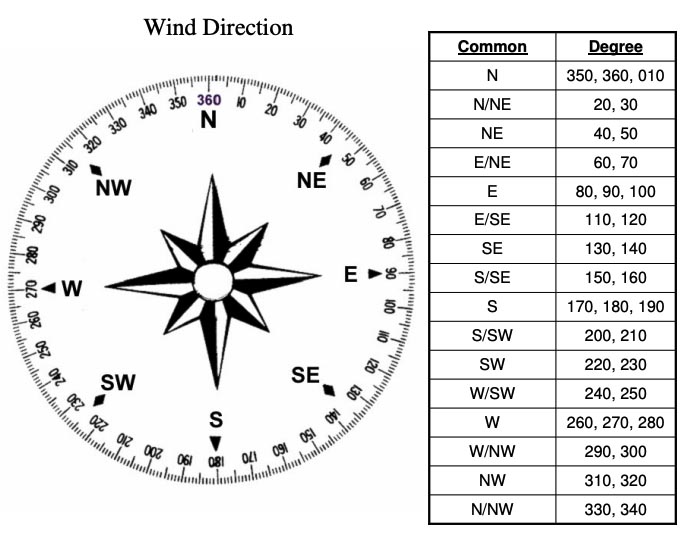 Wind Direction
360 10 20 30 40 50 60 70 80 90 100 110 120 130 140 150 160 170 180 190 200 210 220 230 240 250 260 270 280 290 300 310 320 330 340 350
N
NW
NE
W
E
SW
SE
S
Common Degree
N 350, 360, 010
N/NE 20, 30
NE 40, 50
E/NE 60, 70
E 80, 90, 100
E/SE 110, 120
SE 130, 140
S/SE 150, 160
S 170, 180, 190
S/SW 200, 210
SW 220, 230
W/SW 240, 250
W 260, 270, 280
W/NW 290, 300
NW 310, 320
N/NW 330, 340